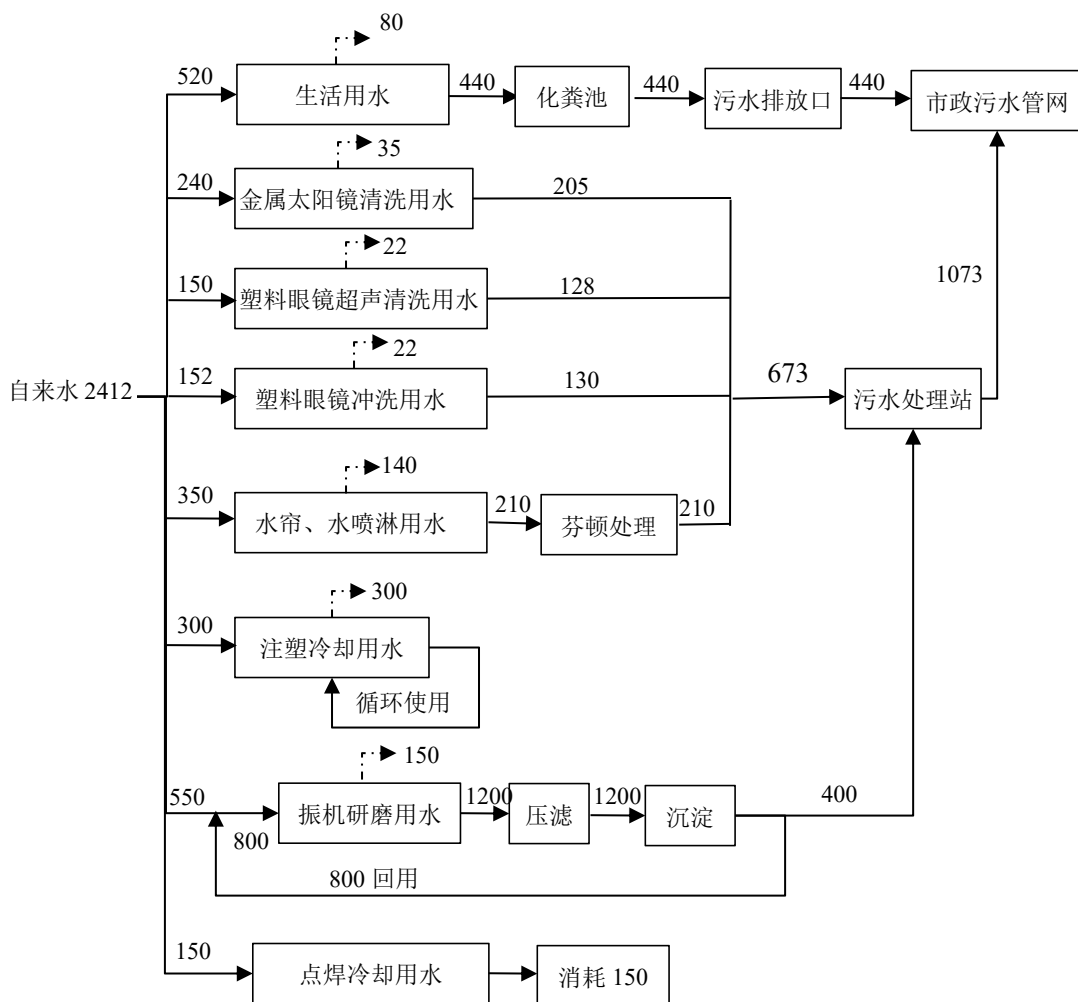 80
520
生活用水
440
化粪池
440
污水排放口
440
市政污水管网
35
240
金属太阳镜清洗用水
205
22
150
塑料眼镜超声清洗用水
128
1073
22
自来水 2412
152
塑料眼镜冲洗用水
130
673
污水处理站
140
350
水帘、水喷淋用水
210
芬顿处理
210
300
300
注塑冷却用水
循环使用
150
550
800
振机研磨用水
1200
压滤
1200
沉淀
400
800 回用
150
点焊冷却用水
消耗 150